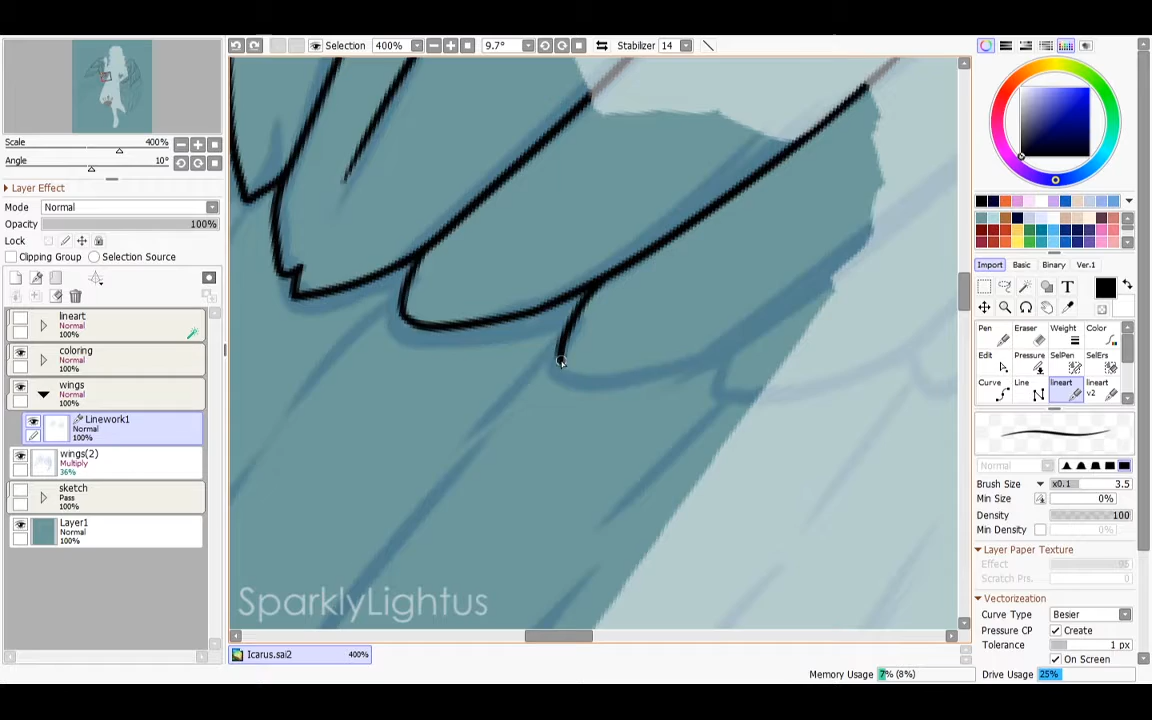 Selection 400% 9.7° Stabilizer 14
Scale 400%
Angle 10°
Layer Effect
Mode Normal
Opacity 100%
Lock
Clipping Group Selection Source
lineart
Normal
100%
coloring
Normal
100%
wings
Normal
100%
Linework1
Normal
100%
wings(2)
Multiply
36%
sketch
Pass
100%
Layer1
Normal
100%
SparklyLightus
Icarus.sai2 400%
Import Basic Binary Ver.1
T
Pen Eraser Weight Color
Edit Pressure SelPen SelErs
Curve Line lineart lineart
v2
Normal
Brush Size x0.1 3.5
Min Size 0%
Density 100
Min Density 0%
Layer Paper Texture
Effect 95
Scratch Prs. 0
Vectorizeation
Curve Type Besier
Pressure CP Create
Tolerance 1 px
On Screen
Memory Usage 7% (8%) Drive Usage 25%